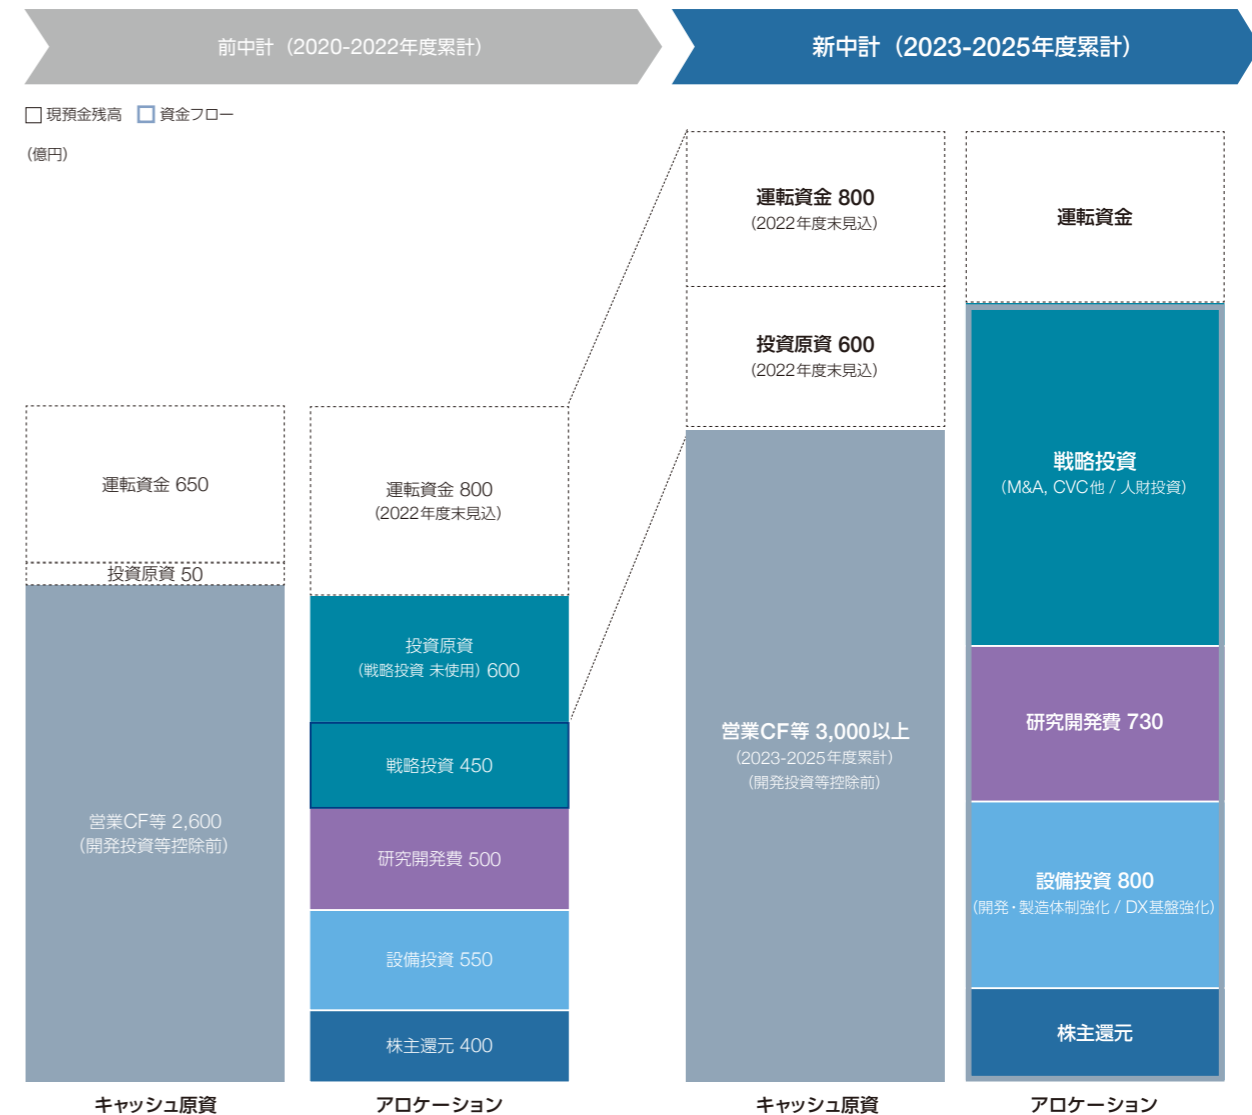 前中計（2020-2022年度累計）
新中計（2023-2025年度累計）
現預金残高 資金フロー
（億円）
運転資金 650
投資原資 50
営業CF等 2,600
（開発投資等控除前）
キャッシュ原資
運転資金 800
（2022年度末見込）
投資原資
（戦略投資 未使用）600
戦略投資 450
研究開発費 500
設備投資 550
株主還元 400
アロケーション
運転資金 800
（2022年度末見込）
投資原資 600
（2022年度末見込）
営業CF等 3,000以上
（2023-2025年度累計）
（開発投資等控除前）
キャッシュ原資
運転資金
戦略投資
（M&A, CVC他 / 人財投資）
研究開発費 730
設備投資 800
（開発・製造体制強化 / DX基盤強化）
株主還元
アロケーション